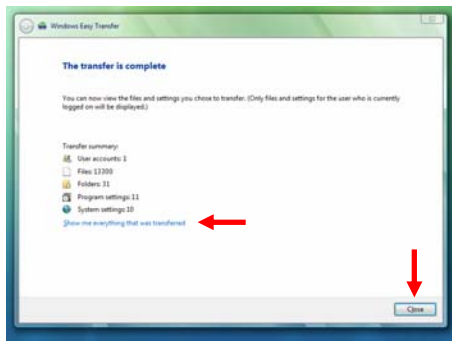 Windows Easy Transfer
The transfer is complete
You can now view the files and settings you chose to transfer. (Only files and settings for the user who is currently
logged on will be displayed.)
Transfer summary:
User accounts: 1
Files: 13300
Folders: 31
Program settings: 11
System settings: 10
Show me everything that was transferred
Close